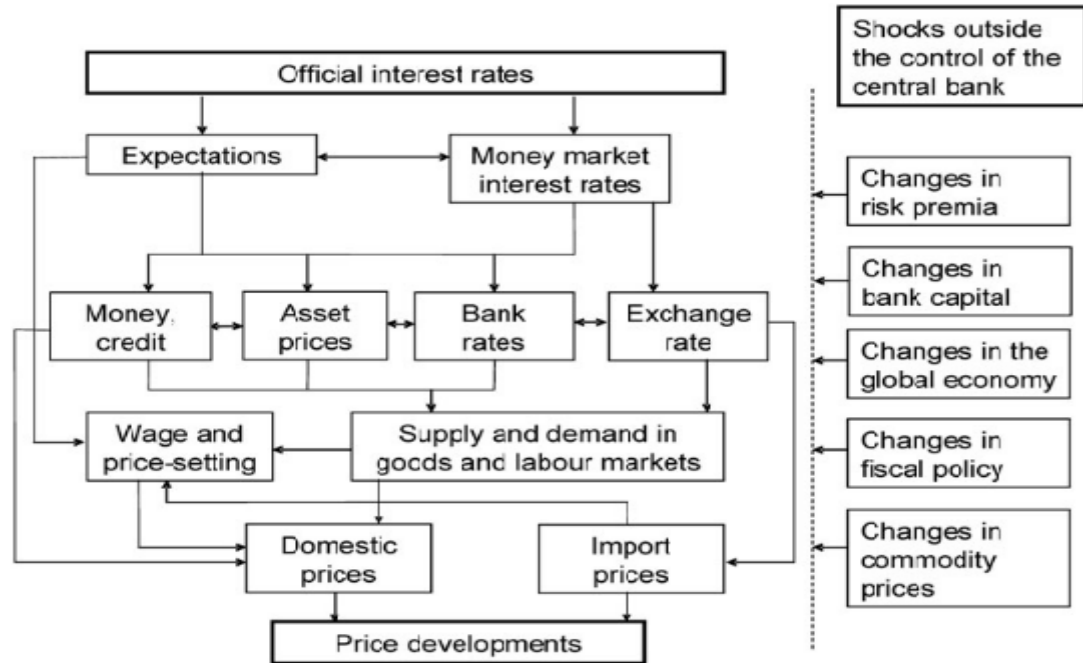 Official interest rates
Shocks outside
the control of the
central bank
Expectations
Money market
interest rates
Changes in
risk premia
Changes in
bank capital
Money,
credit
Asset
prices
Bank
rates
Exchange
rate
Changes in the
global economy
Wage and
price-setting
Supply and demand in
goods and labour markets
Changes in
fiscal policy
Domestic
prices
Import
prices
Changes in
commodity
prices
Price developments